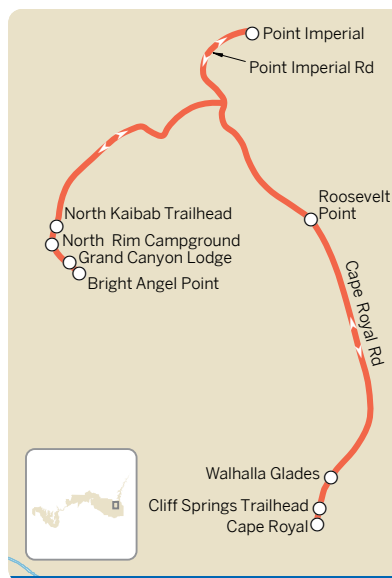 Point Imperial
Point Imperial Rd
Roosevelt
Point
North Kaibab Trailhead
North Rim Campground
Grand Canyon Lodge
Bright Angel Point
Cape Royal Rd
Walhalla Glades
Cliff Springs Trailhead
Cape Royal